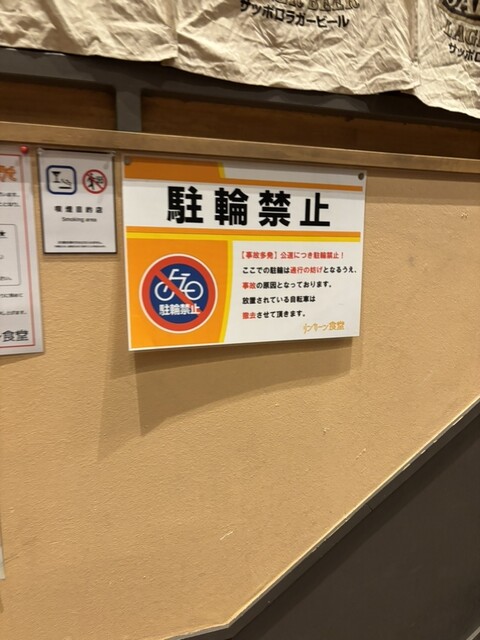 LAGER BEER
サッポロラガービール
喫煙目的店
Smoking area
駐輪禁止
【事故多発】公道につき駐輪禁止！
ここでの駐輪は通行の妨げとなるうえ、
事故の原因となっております。
放置されている自転車は
撤去させて頂きます。
駐輪禁止
食堂
食堂